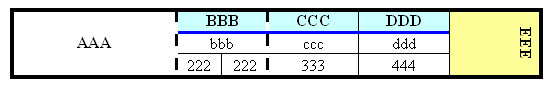 AAA
BBB CCC DDD
bbb ccc ddd
222 222 333 444
EEE